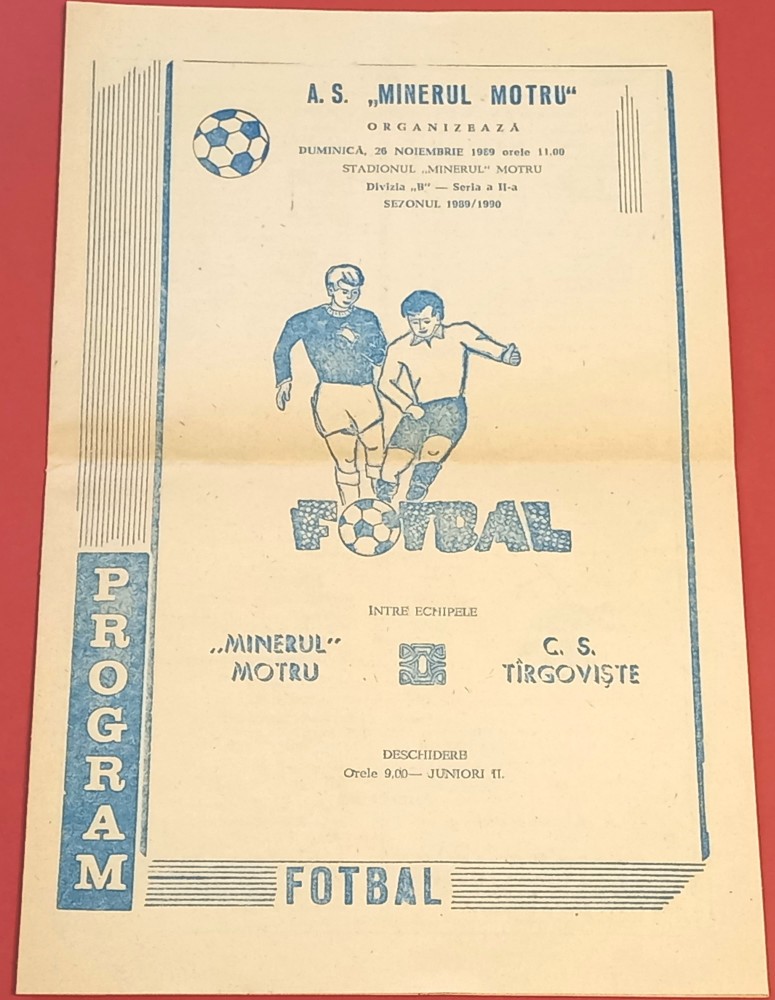 A. S. „MINERUL MOTRU“
ORGANIZEAZĂ
DUMINICĂ, 26 NOIEMBRIE 1989 orele 11,00
STADIONUL „MINERUL“ MOTRU
Divizia „B“ — Seria a II-a
SEZONUL 1989/1990
FOTBAL
INTRE ECHIPELE
„MINERUL“
MOTRU
C. S.
TÎRGOVIŞTE
DESCHIDERE
Orele 9,00— JUNIORI II.
PROGRAM
FOTBAL